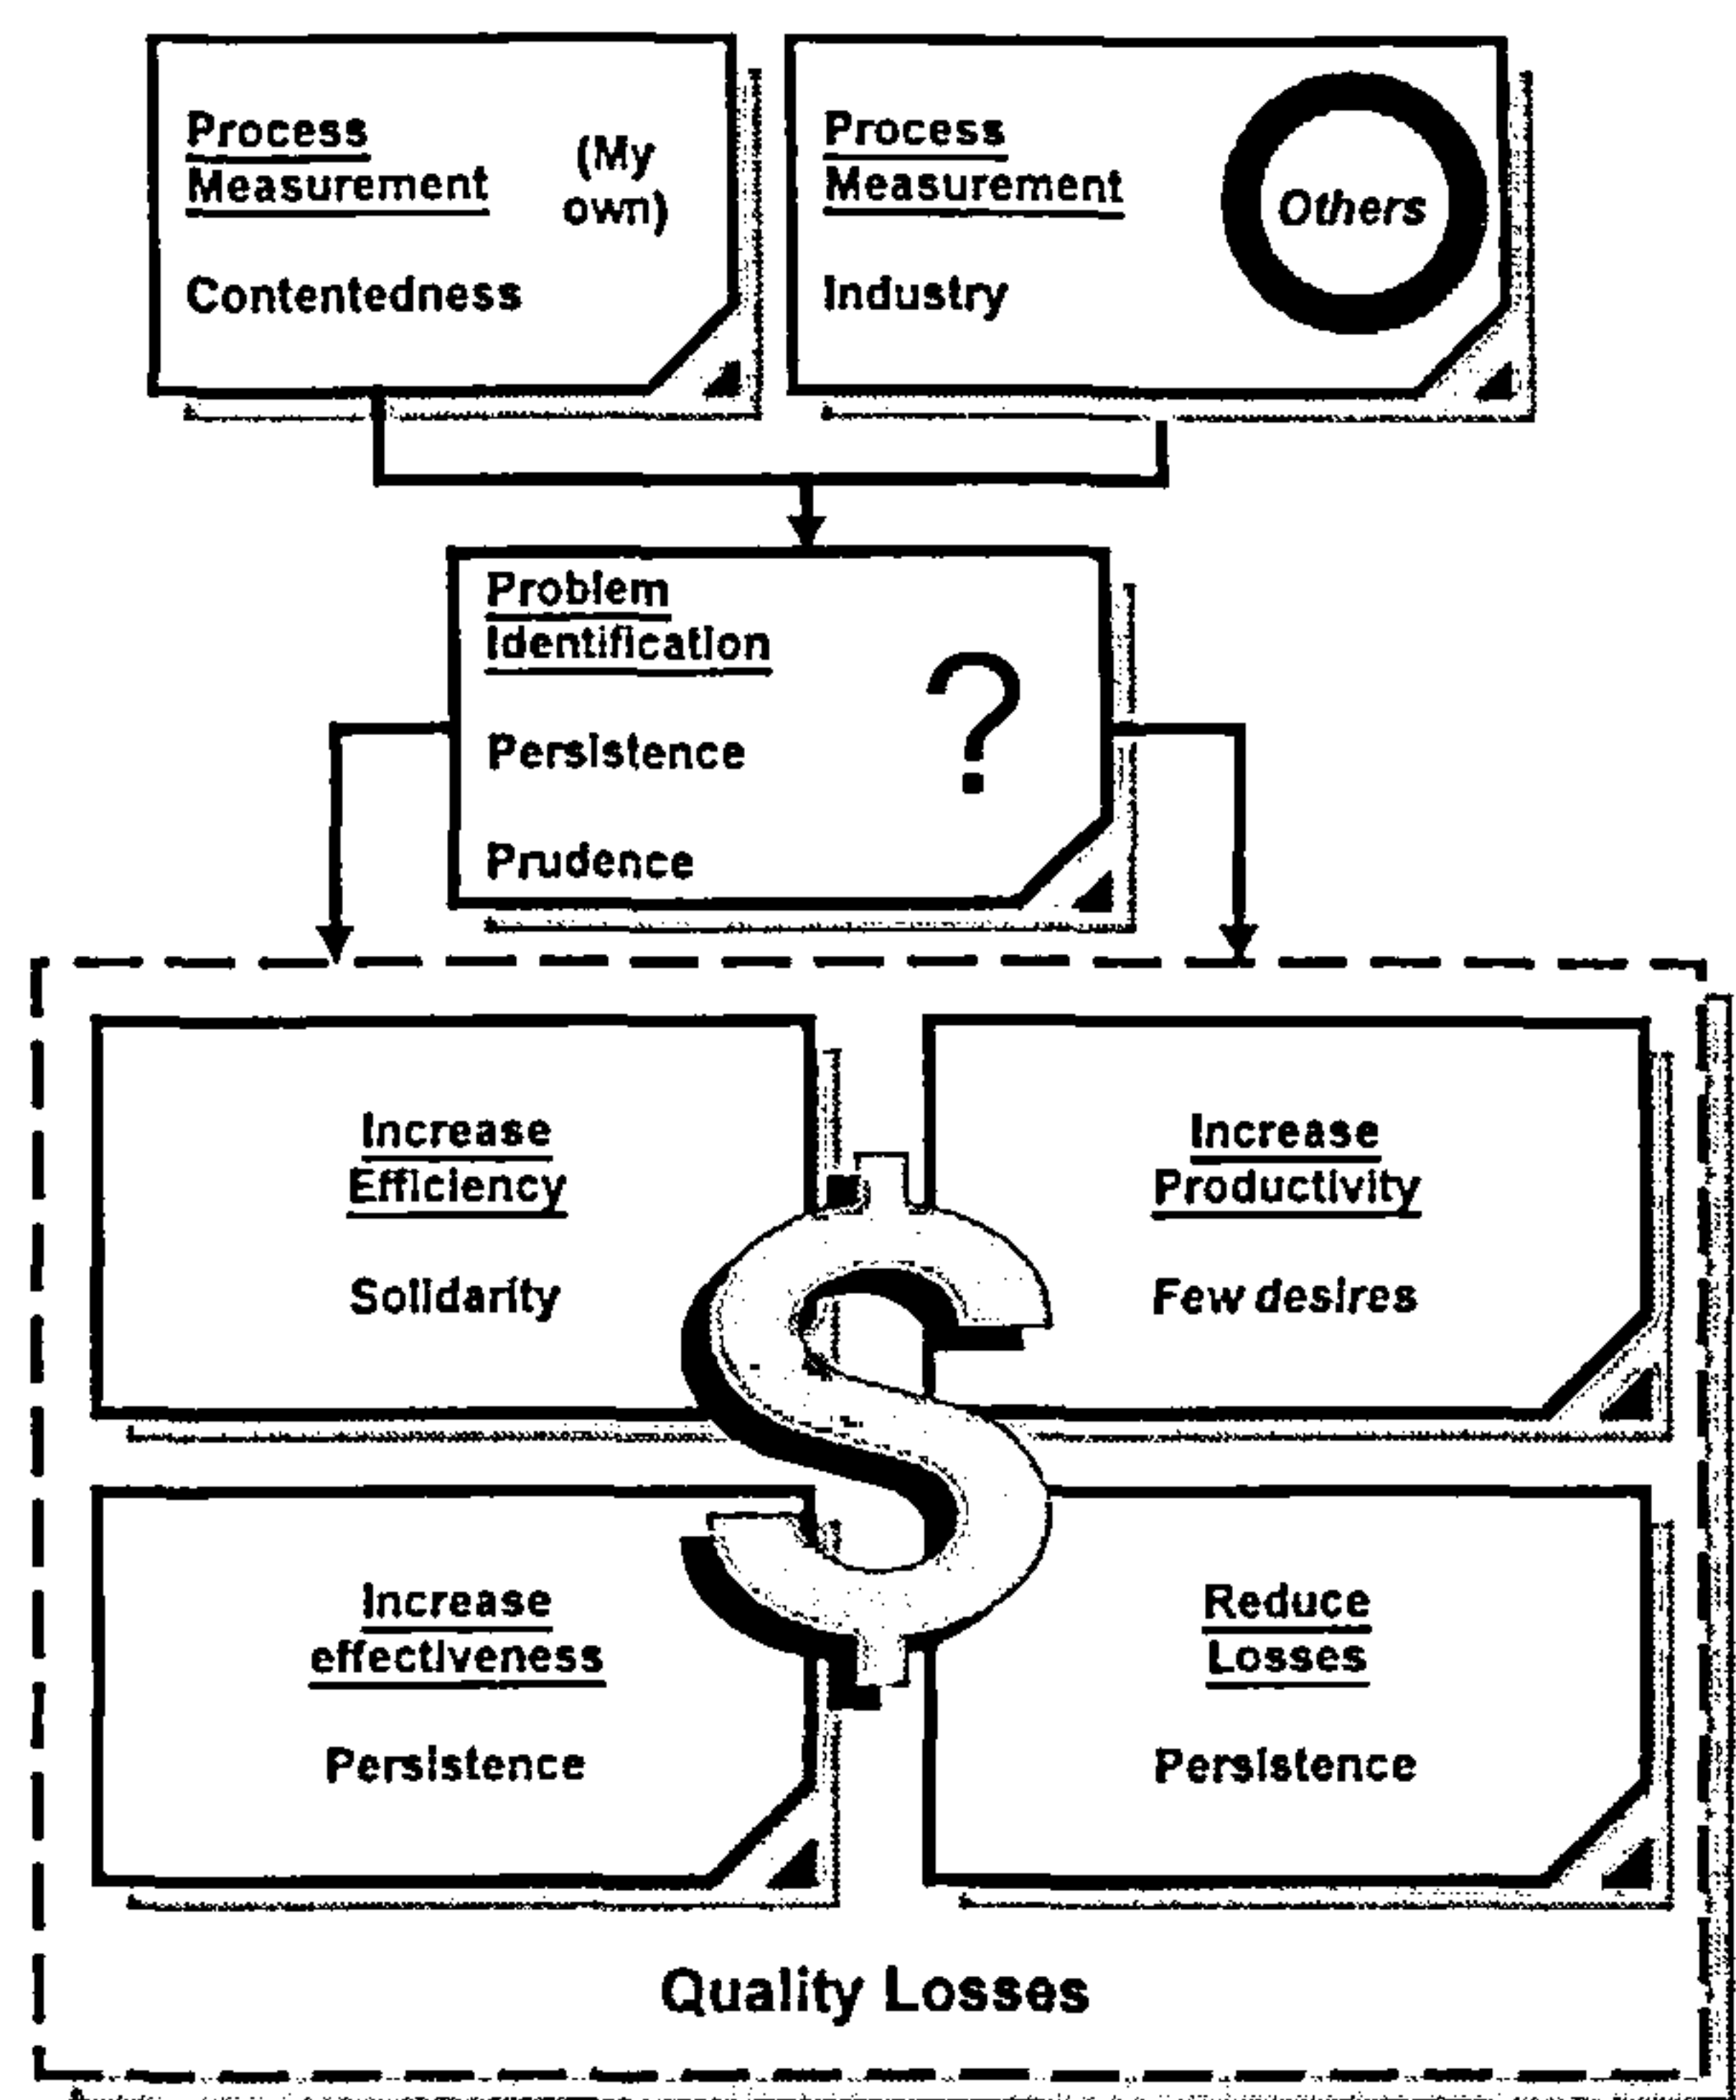 Process
Measurement
(My
own)
Contentedness
Process
Measurement
Others
Industry
Problem
Identification
?
Persistence
Prudence
Increase
Efficiency
Solidarity
Increase
Productivity
Few desires
$
Increase
effectiveness
Persistence
Reduce
Losses
Persistence
Quality Losses